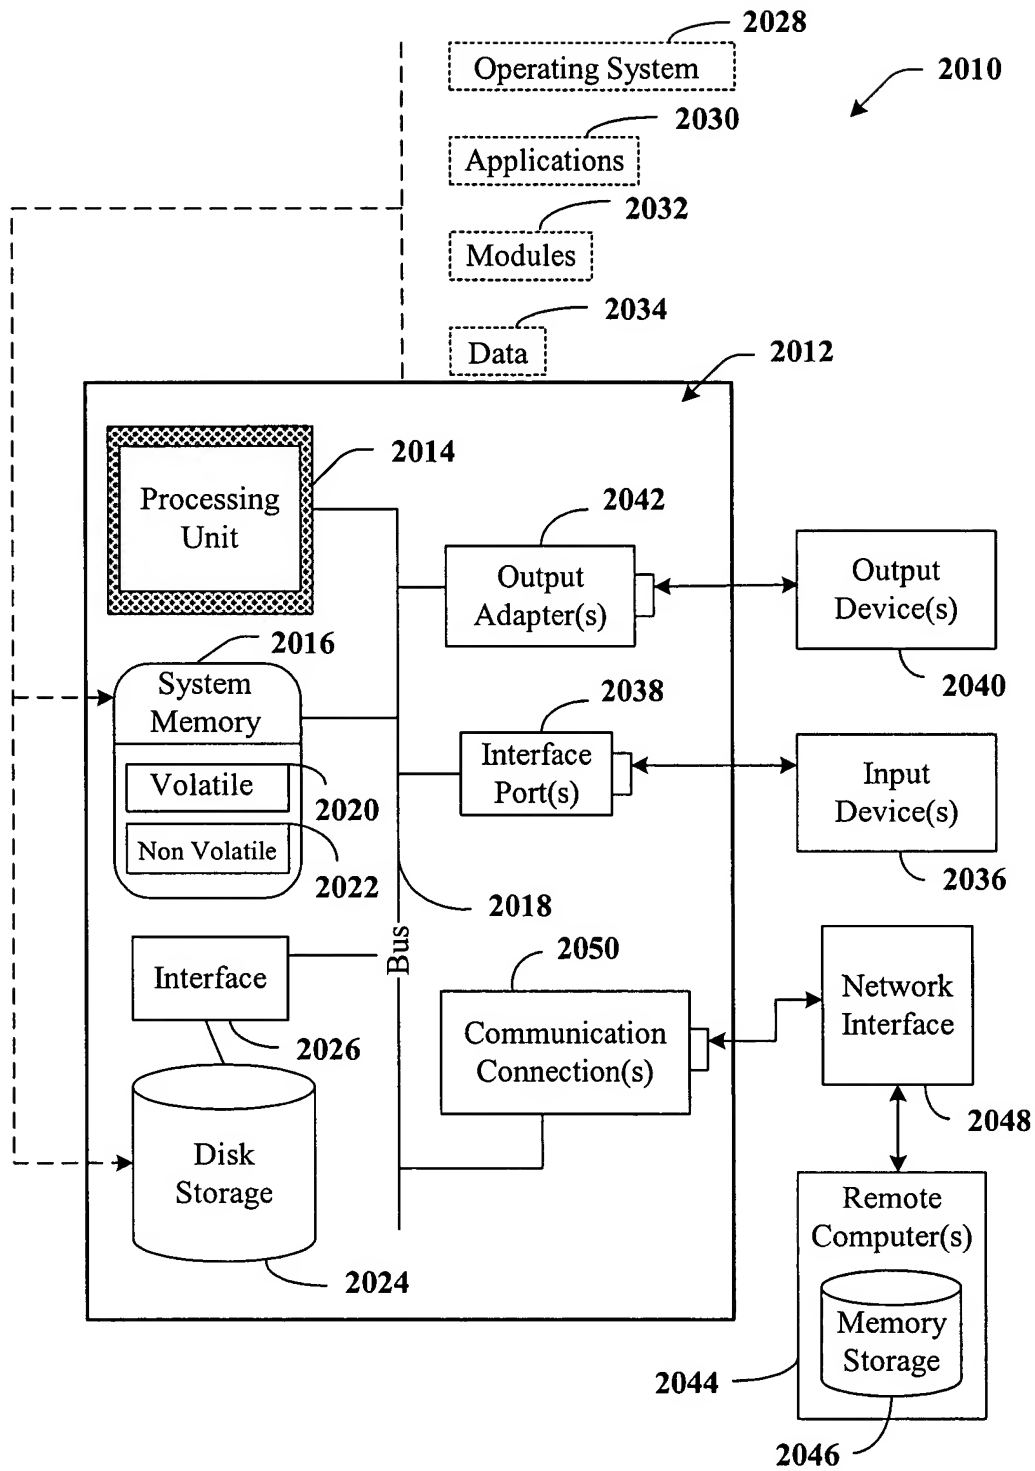 2028
Operating System
2010
2030
Applications
2032
Modules
2034
Data
2012
2014
Processing
Unit
2042
Output
Adapter(s)
Output
Device(s)
2040
2016
System
Memory
2038
Interface
Port(s)
Input
Device(s)
2036
Volatile
2020
Non Volatile
2022
2018
Bus
Interface
2026
2050
Communication
Connection(s)
Network
Interface
2048
Disk
Storage
2024
Remote
Computer(s)
Memory
Storage
2044
2046